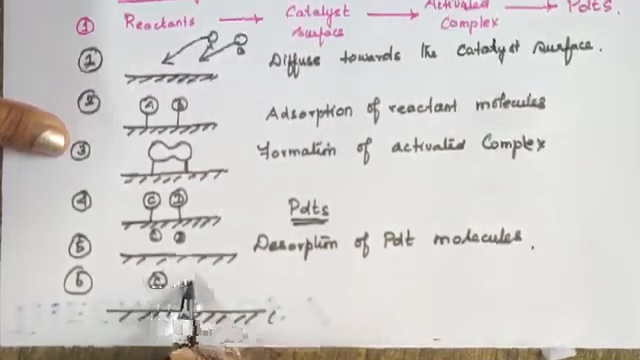 ① Reactants → Catalyst surface → Activated Complex → Pdts.
① Diffuse towards the catalyst surface.
② A B Adsorption of reactant molecules
③ Formation of activated Complex
④ C D Pdts
⑤ Desorption of Pdt molecules.
⑥